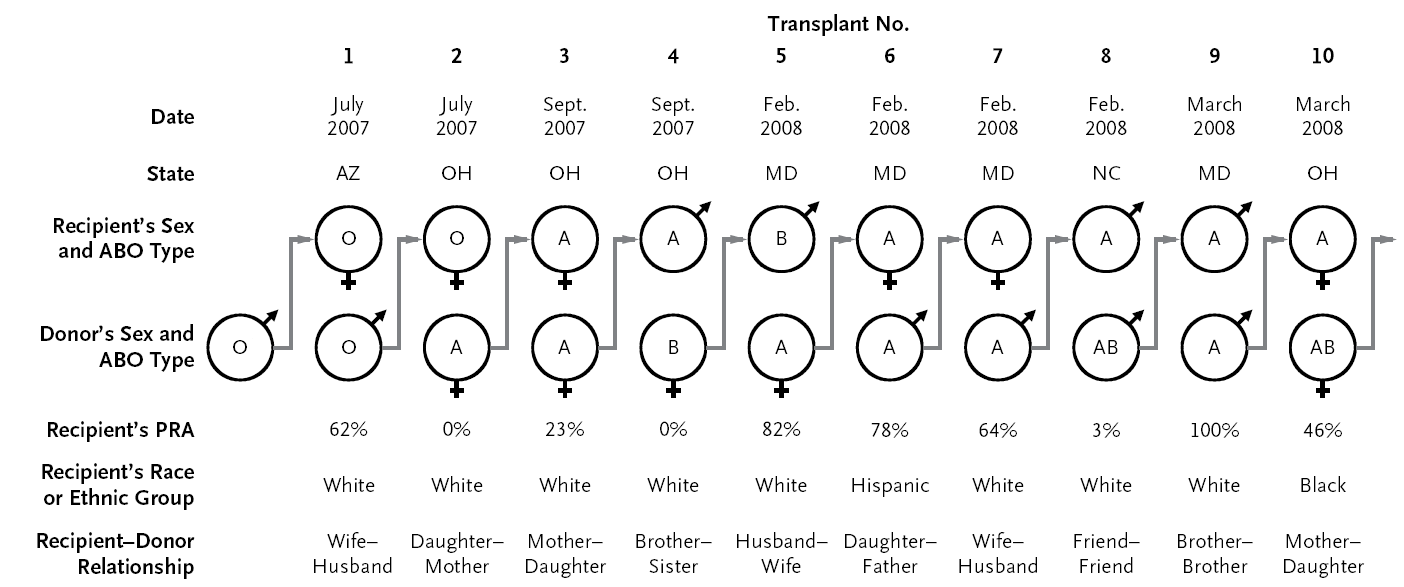 Transplant No.
1 2 3 4 5 6 7 8 9 10
Date
July 2007 July 2007 Sept. 2007 Sept. 2007 Feb. 2008 Feb. 2008 Feb. 2008 Feb. 2008 March 2008 March 2008
State AZ OH OH OH MD MD MD NC MD OH
Recipient's Sex
and ABO Type
O O A A B A A A A A
Donor's Sex and
ABO Type
O O A A B A A A AB A AB
Recipient's PRA 62% 0% 23% 0% 82% 78% 64% 3% 100% 46%
Recipient's Race
or Ethnic Group
White White White White White Hispanic White White White Black
Recipient–Donor
Relationship
Wife– Daughter– Mother– Brother– Husband– Daughter– Wife– Friend– Brother– Mother–
Husband Mother Daughter Sister Wife Father Husband Friend Brother Daughter